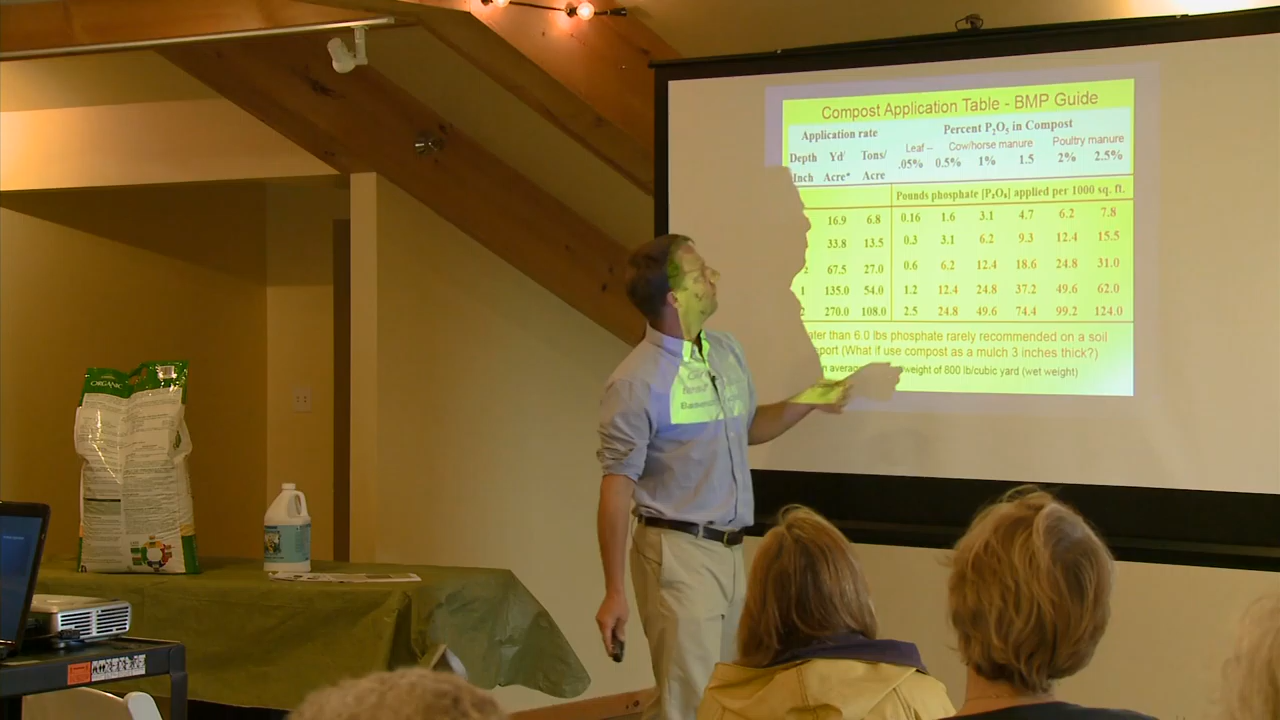 Compost Application Table - BMP Guide
Application rate Percent P₂O₅ in Compost
Leaf – Cow/horse manure Poultry manure
Depth Yd³/ Tons/ .05% 0.5% 1% 1.5 2% 2.5%
Inch Acre* Acre
Pounds phosphate [P₂O₅] applied per 1000 sq. ft.
16.9 6.8 0.16 1.6 3.1 4.7 6.2 7.8
33.8 13.5 0.3 3.1 6.2 9.3 12.4 15.5
2 67.5 27.0 0.6 6.2 12.4 18.6 24.8 31.0
1 135.0 54.0 1.2 12.4 24.8 37.2 49.6 62.0
2 270.0 108.0 2.5 24.8 49.6 74.4 99.2 124.0
ater than 6.0 lbs phosphate rarely recommended on a soil
port (What if use compost as a mulch 3 inches thick?)
n average weight of 800 lb/cubic yard (wet weight)
ORGANIC